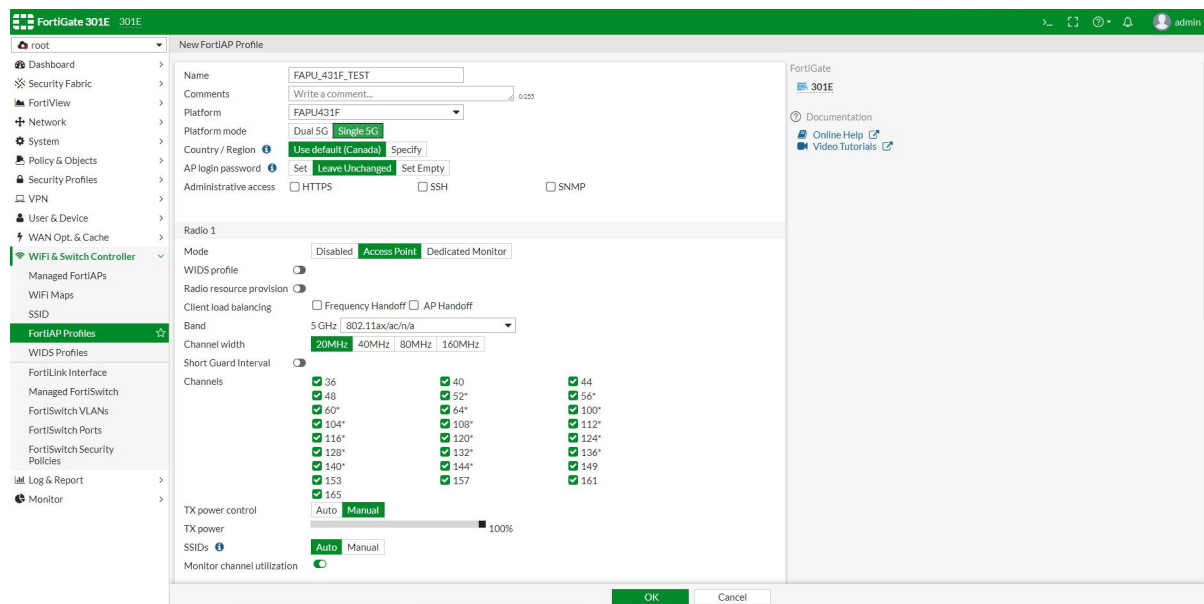 FortiGate 301E 301E
>_ admin
root
New FortiAP Profile
Dashboard
Security Fabric
FortiView
Network
System
Policy & Objects
Security Profiles
VPN
User & Device
WAN Opt. & Cache
WiFi & Switch Controller
Managed FortiAPs
WiFi Maps
SSID
FortiAP Profiles
WIDS Profiles
FortiLink Interface
Managed FortiSwitch
FortiSwitch VLANs
FortiSwitch Ports
FortiSwitch Security
Policies
Log & Report
Monitor
Name FAPU_431F_TEST
Comments Write a comment... 0/255
Platform FAPU431F
Platform mode Dual 5G Single 5G
Country / Region Use default (Canada) Specify
AP login password Set Leave Unchanged Set Empty
Administrative access HTTPS SSH SNMP
Radio 1
Mode Disabled Access Point Dedicated Monitor
WIDS profile
Radio resource provision
Client load balancing Frequency Handoff AP Handoff
Band 5 GHz 802.11ax/ac/n/a
Channel width 20MHz 40MHz 80MHz 160MHz
Short Guard Interval
Channels 36 40 44
48 52* 56*
60* 64* 100*
104* 108* 112*
116* 120* 124*
128* 132* 136*
140* 144* 149
153 157 161
165
TX power control Auto Manual
TX power 100%
SSIDs Auto Manual
Monitor channel utilization
OK Cancel
FortiGate
301E
Documentation
Online Help
Video Tutorials